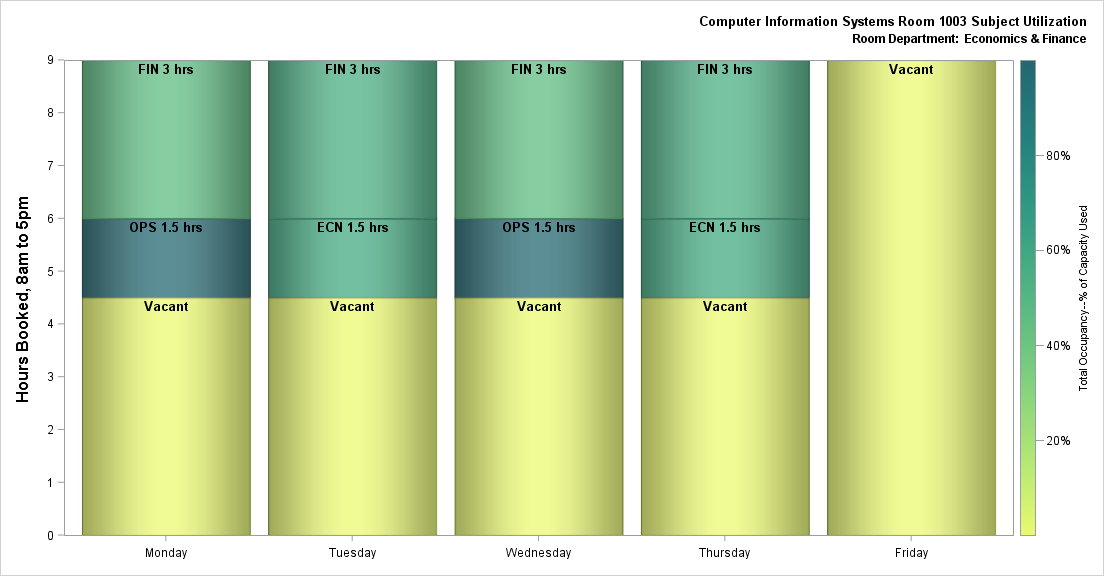 Computer Information Systems Room 1003 Subject Utilization
Room Department: Economics & Finance
Hours Booked, 8am to 5pm
9
8
7
6
5
4
3
2
1
0
FIN 3 hrs
FIN 3 hrs
FIN 3 hrs
FIN 3 hrs
Vacant
OPS 1.5 hrs
ECN 1.5 hrs
OPS 1.5 hrs
ECN 1.5 hrs
Vacant
Vacant
Vacant
Vacant
Monday
Tuesday
Wednesday
Thursday
Friday
80%
60%
40%
20%
Total Occupancy--% of Capacity Used